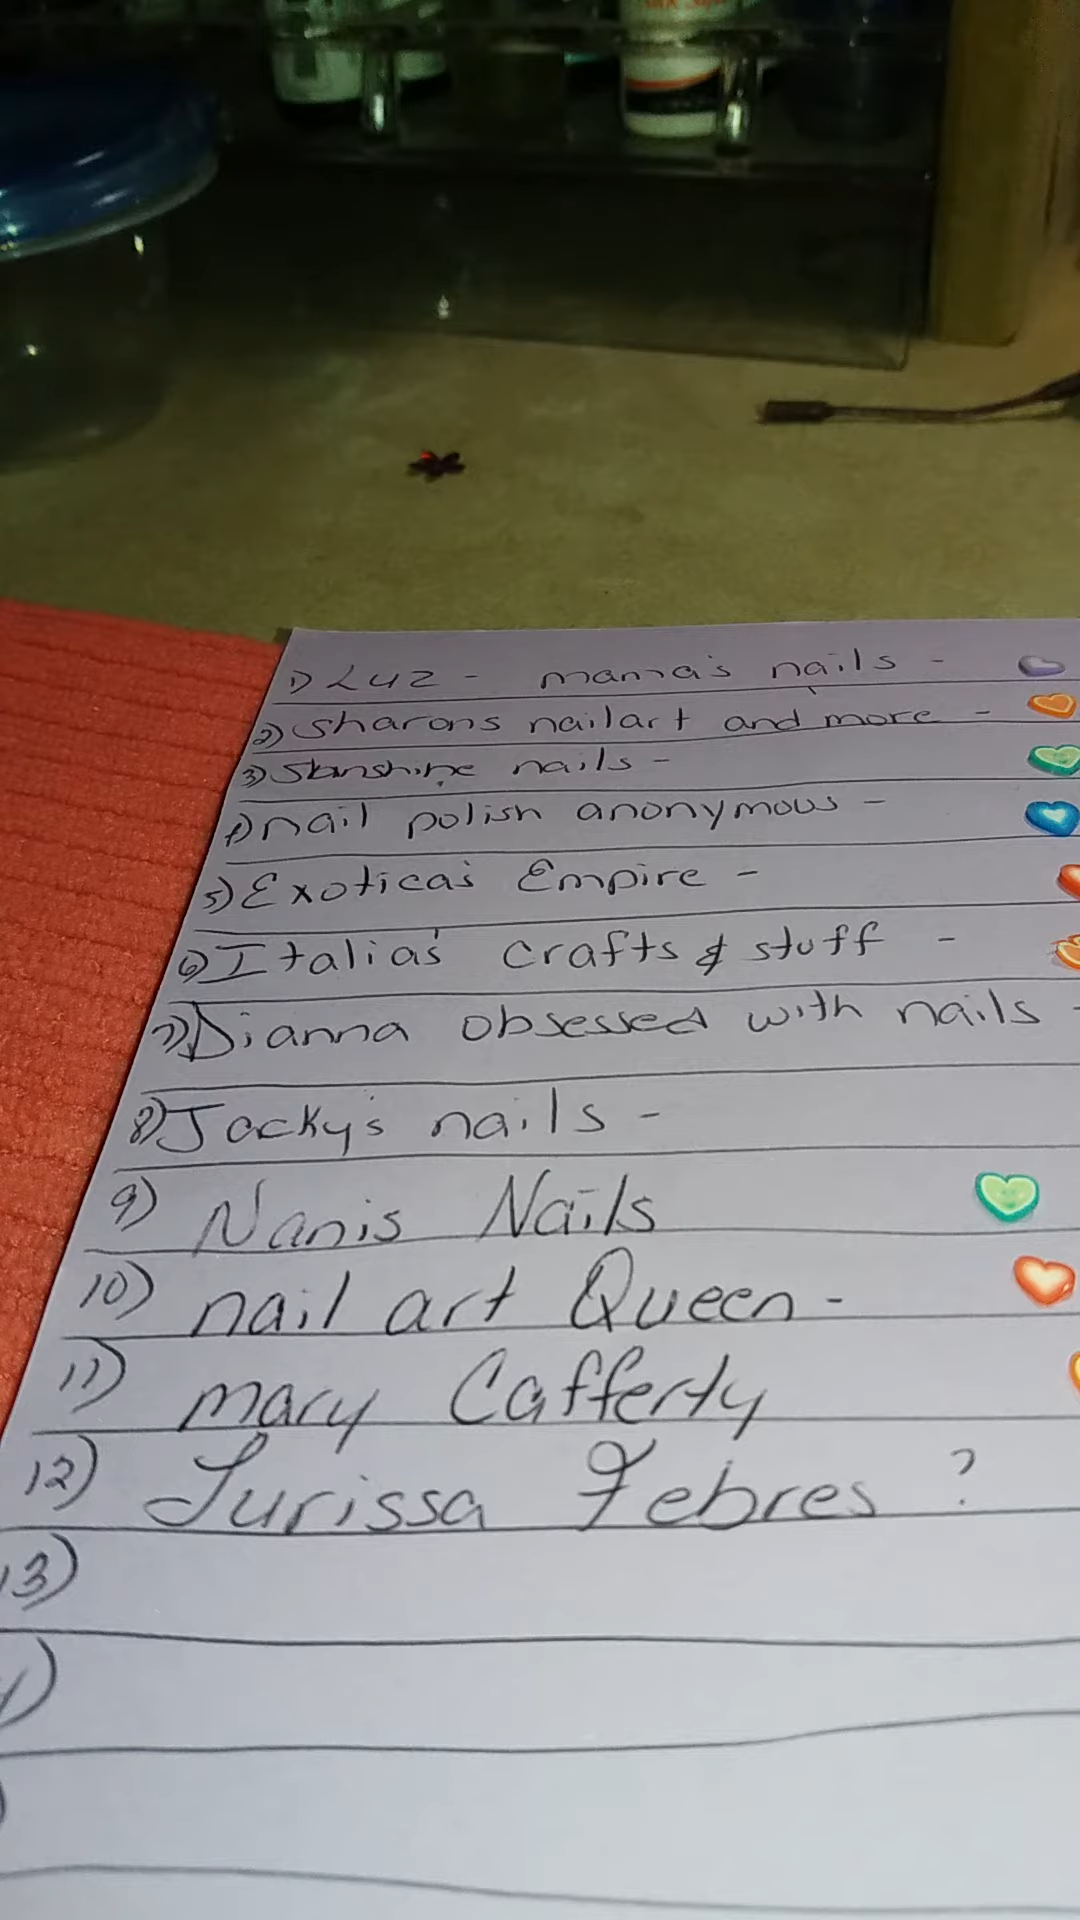 1) Luz - mama's nails -
2) Sharons nailart and more -
3) Sunshine nails -
4) nail polish anonymous -
5) Exotica's Empire -
6) Italia's crafts & stuff -
7) Dianna obsessed with nails -
8) Jacky's nails -
9) Nanis Nails
10) nail art Queen -
11) mary Cafferty
12) Jurissa Febres ?
13)